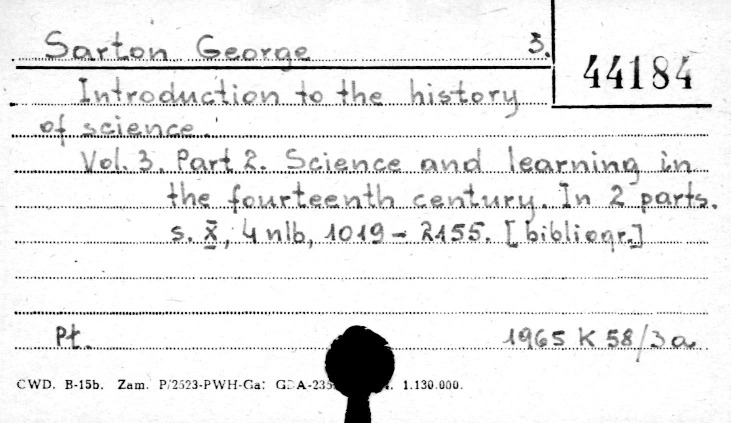 Sarton George 3.
44184
Introduction to the history
of science.
Vol. 3. Part 2. Science and learning in
the fourteenth century. In 2 parts.
s. X, 4 nlb, 1019 - 2155. [bibliogr.]
Pt. 1965 K 58/3a
CWD. B-15b. Zam. P/2523-PWH-Ga: 1.130.000.